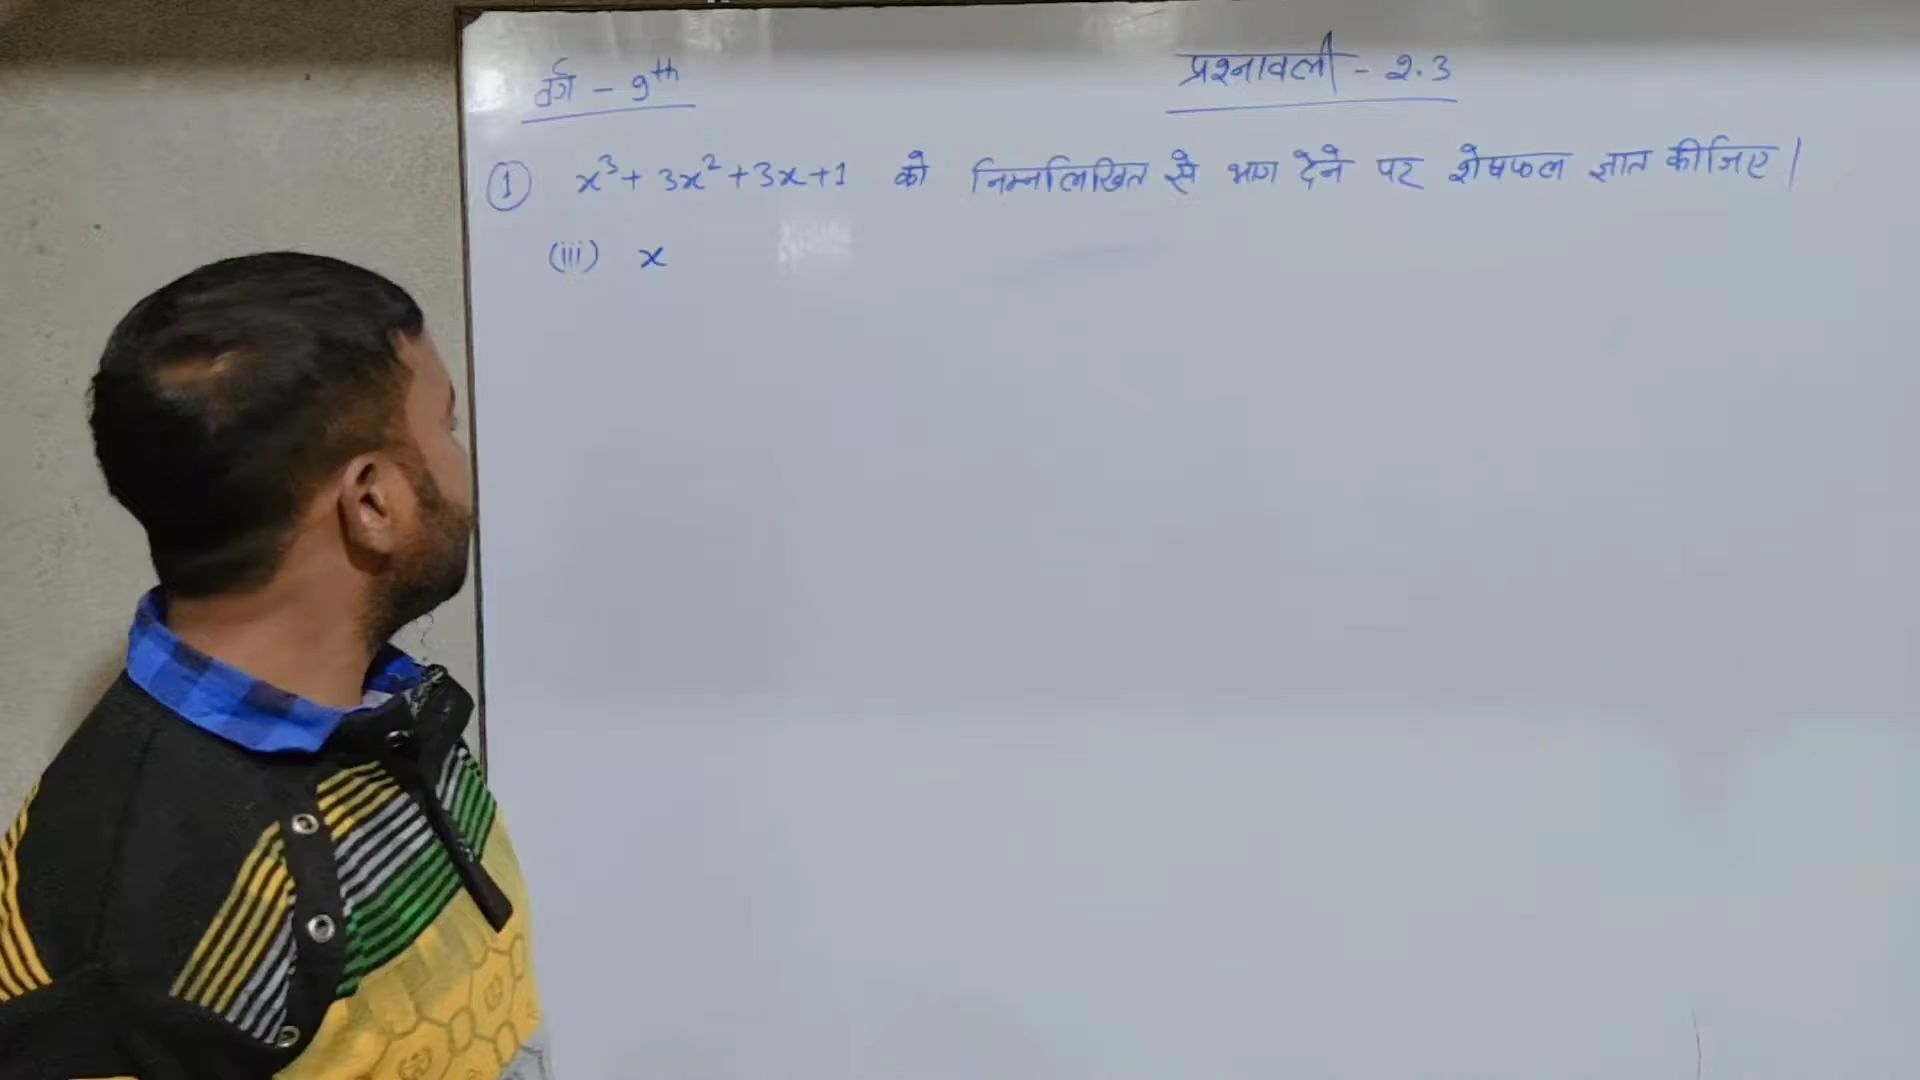 वर्ग - 9th
प्रश्नावली - 2.3
① x³ + 3x² + 3x + 1 को निम्नलिखित से भाग देने पर शेषफल ज्ञात कीजिए।
(iii) x